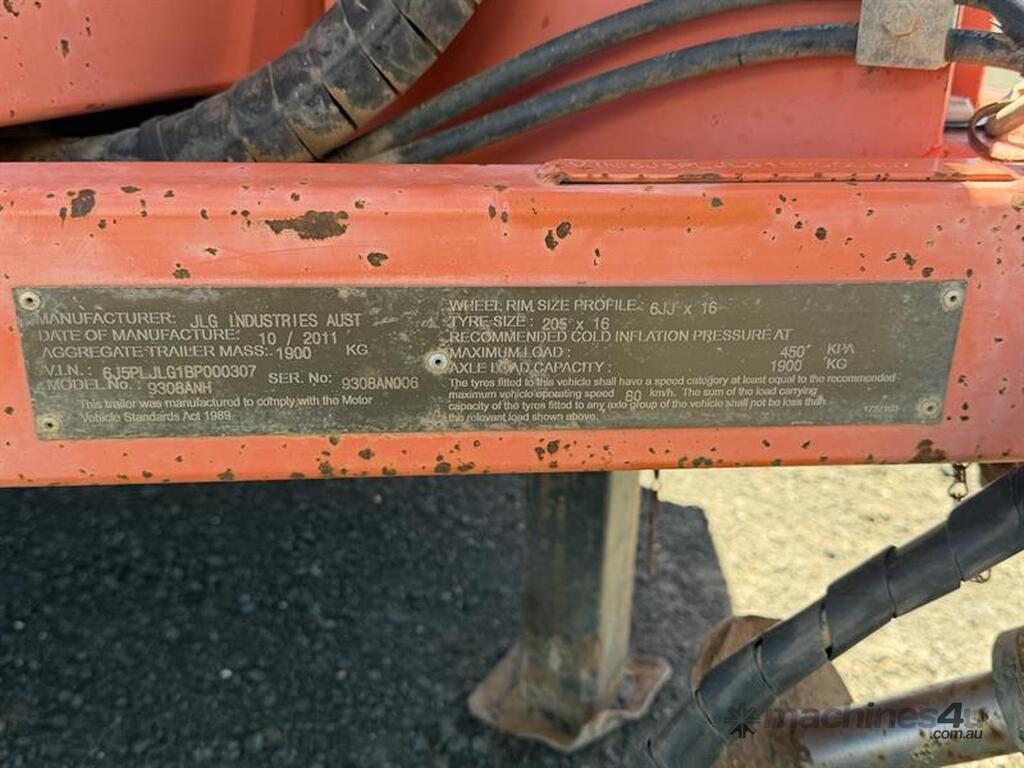 MANUFACTURER: JLG INDUSTRIES AUST
DATE OF MANUFACTURE: 10 / 2011
AGGREGATE TRAILER MASS: 1900 KG
V.I.N. : 6J5PLJLG1BP000307
MODEL No. : 9308ANH SER. No: 9308AN006
This trailer was manufactured to comply with the Motor
Vehicle Standards Act 1989.
WHEEL RIM SIZE PROFILE: 6JJ x 16
TYRE SIZE : 205 x 16
RECOMMENDED COLD INFLATION PRESSURE AT
MAXIMUM LOAD : 450 KPA
AXLE LOAD CAPACITY : 1900 KG
The tyres fitted to this vehicle shall have a speed category at least equal to the recommended
maximum vehicle operating speed 80 km/h. The sum of the load carrying
capacity of the tyres fitted to any axle group of the vehicle shall not be less than
the relevant load shown above.
machines4u
.com.au